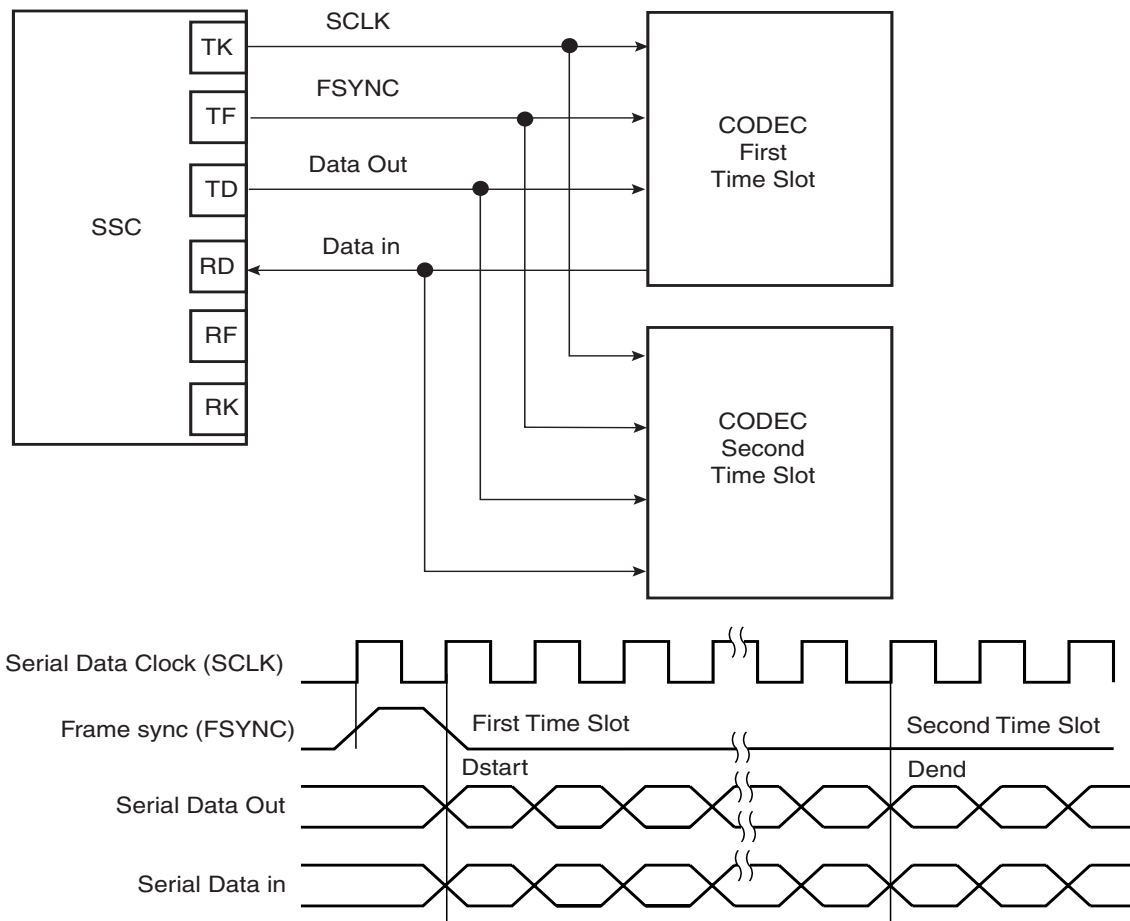 SSC
TK
TF
TD
RD
RF
RK
SCLK
FSYNC
Data Out
Data in
CODEC
First
Time Slot
CODEC
Second
Time Slot
Serial Data Clock (SCLK)
Frame sync (FSYNC)
First Time Slot
Second Time Slot
Dstart
Dend
Serial Data Out
Serial Data in